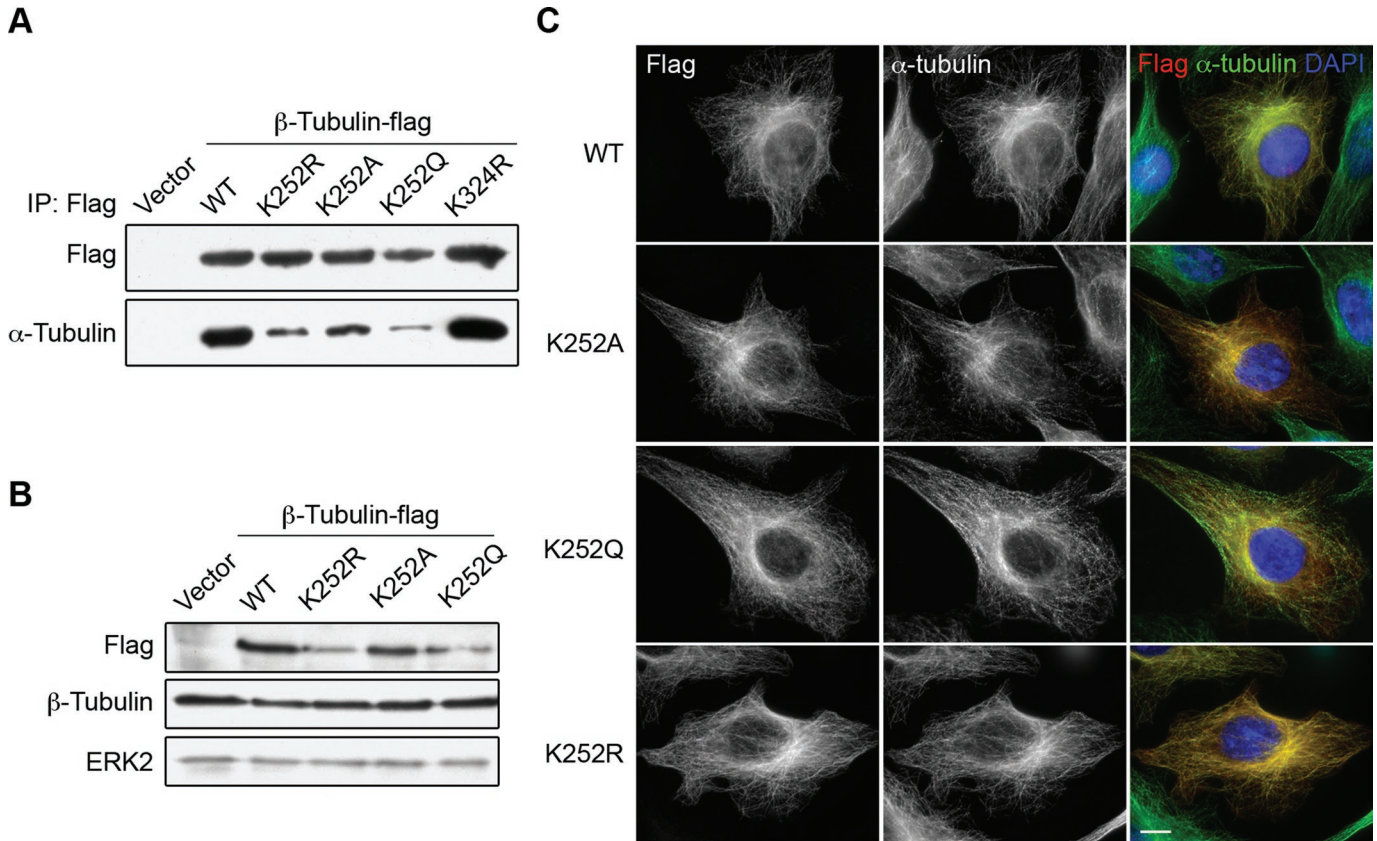 A
β-Tubulin-flag
IP: Flag
Vector
WT
K252R
K252A
K252Q
K324R
Flag
α-Tubulin
B
β-Tubulin-flag
Vector
WT
K252R
K252A
K252Q
Flag
β-Tubulin
ERK2
C
Flag
α-tubulin
Flag α-tubulin DAPI
WT
K252A
K252Q
K252R